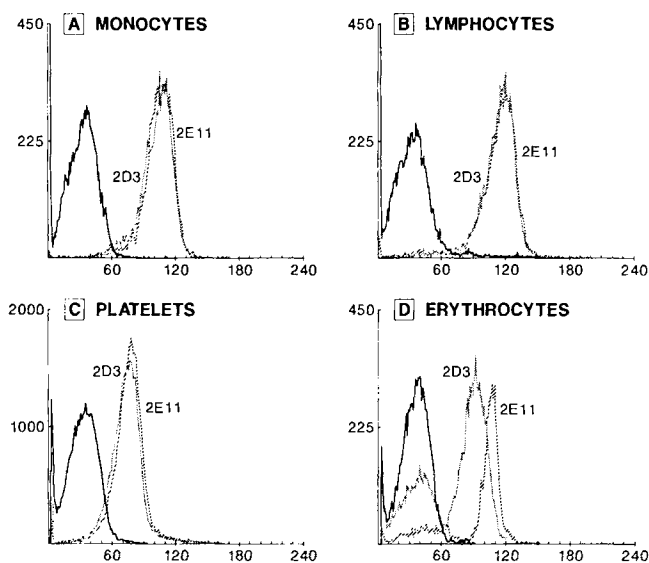 A MONOCYTES
450
225
2D3
2E11
60 120 180 240
B LYMPHOCYTES
450
225
2D3
2E11
60 120 180 240
C PLATELETS
2000
1000
2D3
2E11
60 120 180 240
D ERYTHROCYTES
450
225
2D3
2E11
60 120 180 240